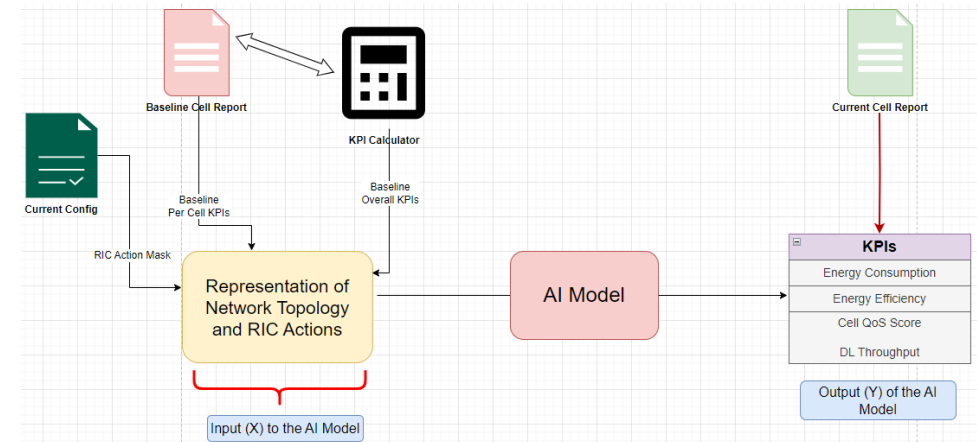 Baseline Cell Report
KPI Calculator
Current Cell Report
Current Config
Baseline
Per Cell KPIs
Baseline
Overall KPIs
RIC Action Mask
Representation of
Network Topology
and RIC Actions
AI Model
KPIs
Energy Consumption
Energy Efficiency
Cell QoS Score
DL Throughput
Input (X) to the AI Model
Output (Y) of the AI
Model